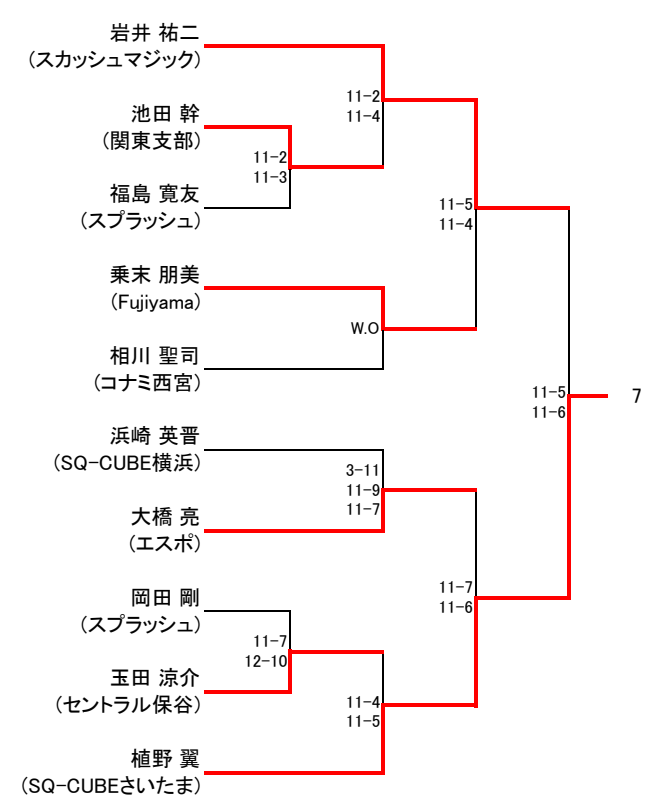 岩井 祐二
(スカッシュマジック)
11-2
11-4
池田 幹
(関東支部)
11-2
11-3
福島 寛友
(スプラッシュ)
11-5
11-4
乗末 朋美
(Fujiyama)
W.O
相川 聖司
(コナミ西宮)
11-5
11-6
7
浜崎 英晋
(SQ-CUBE横浜)
3-11
11-9
11-7
大橋 亮
(エスポ)
11-7
11-6
岡田 剛
(スプラッシュ)
11-7
12-10
玉田 涼介
(セントラル保谷)
11-4
11-5
植野 翼
(SQ-CUBEさいたま)